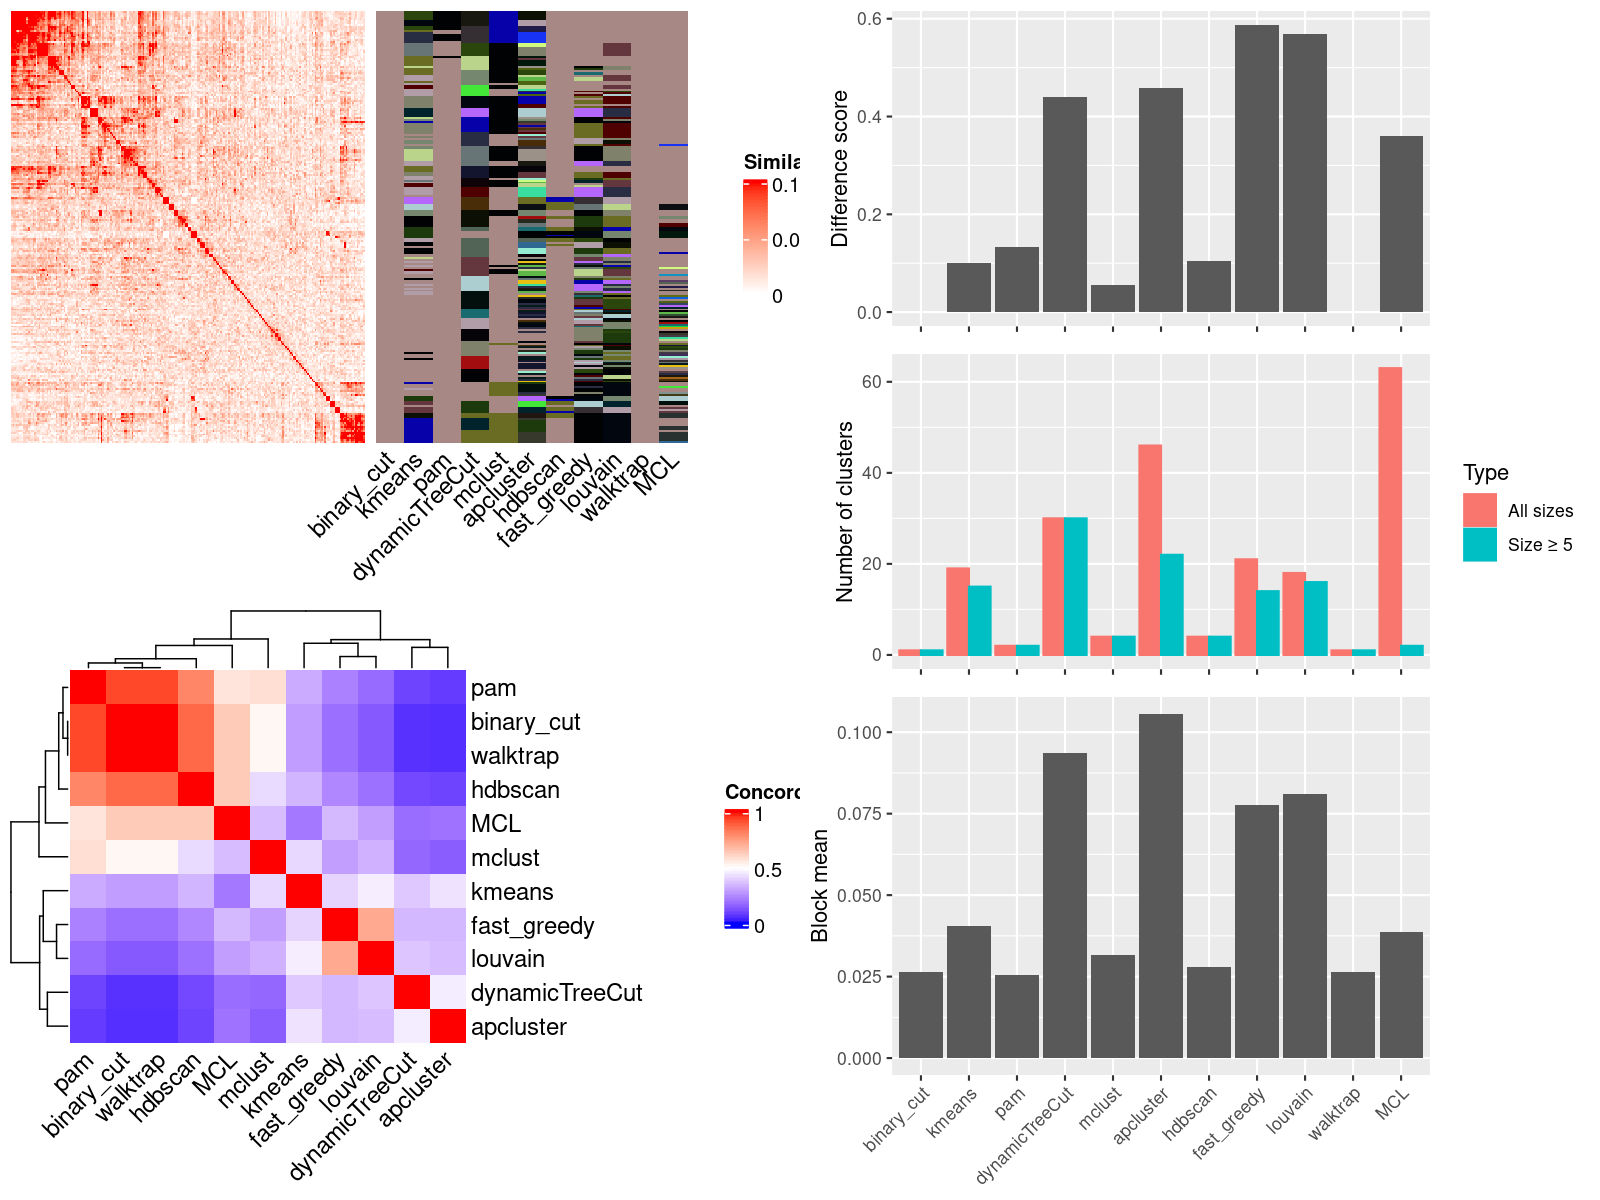 Simila
0.1
0.0
0
binary_cut
kmeans
pam
dynamicTreeCut
mclust
apcluster
hdbscan
fast_greedy
louvain
walktrap
MCL
Difference score
0.6
0.4
0.2
0.0
Number of clusters
60
40
20
0
Type
All sizes
Size ≥ 5
pam
binary_cut
walktrap
hdbscan
MCL
mclust
kmeans
fast_greedy
louvain
dynamicTreeCut
apcluster
pam
binary_cut
walktrap
hdbscan
MCL
mclust
kmeans
fast_greedy
louvain
dynamicTreeCut
apcluster
Concord
1
0.5
0
Block mean
0.100
0.075
0.050
0.025
0.000
binary_cut
kmeans
pam
dynamicTreeCut
mclust
apcluster
hdbscan
fast_greedy
louvain
walktrap
MCL